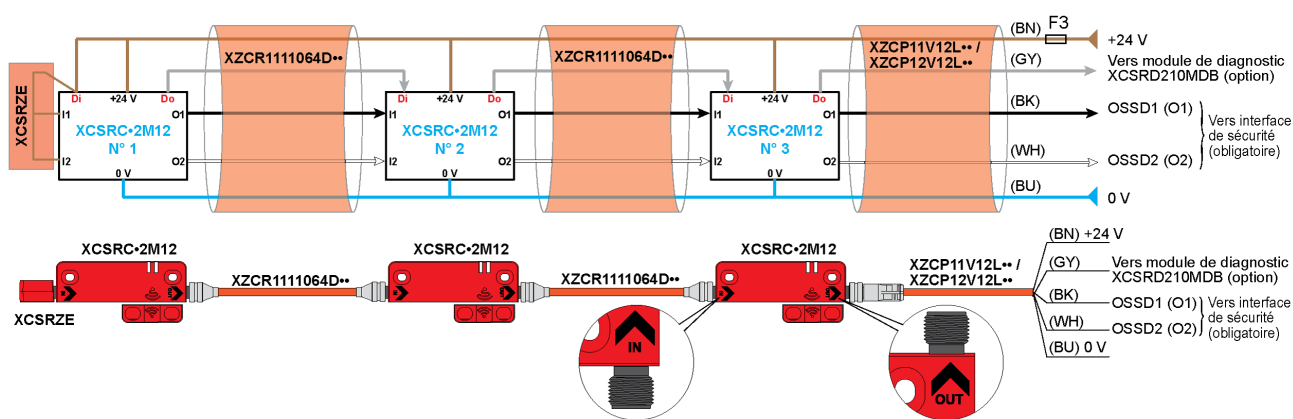 (BN)
F3
+24 V
XZCR1111064D••
XZCR1111064D••
XZCP11V12L•• /
XZCP12V12L••
(GY)
Vers module de diagnostic
XCSRD210MDB (option)
XCSRZE
Di
+24 V
Do
I1
O1
XCSRC•2M12
N° 1
I2
O2
0 V
Di
+24 V
Do
I1
O1
XCSRC•2M12
N° 2
I2
O2
0 V
Di
+24 V
Do
I1
O1
XCSRC•2M12
N° 3
I2
O2
0 V
(BK)
OSSD1 (O1)
(WH)
OSSD2 (O2)
Vers interface
de sécurité
(obligatoire)
(BU)
0 V
XCSRC•2M12
XCSRC•2M12
XCSRC•2M12
XCSRZE
XZCR1111064D••
XZCR1111064D••
XZCP11V12L•• /
XZCP12V12L••
(BN) +24 V
(GY)
Vers module de diagnostic
XCSRD210MDB (option)
(BK)
OSSD1 (O1)
(WH)
OSSD2 (O2)
Vers interface
de sécurité
(obligatoire)
(BU) 0 V
IN
OUT